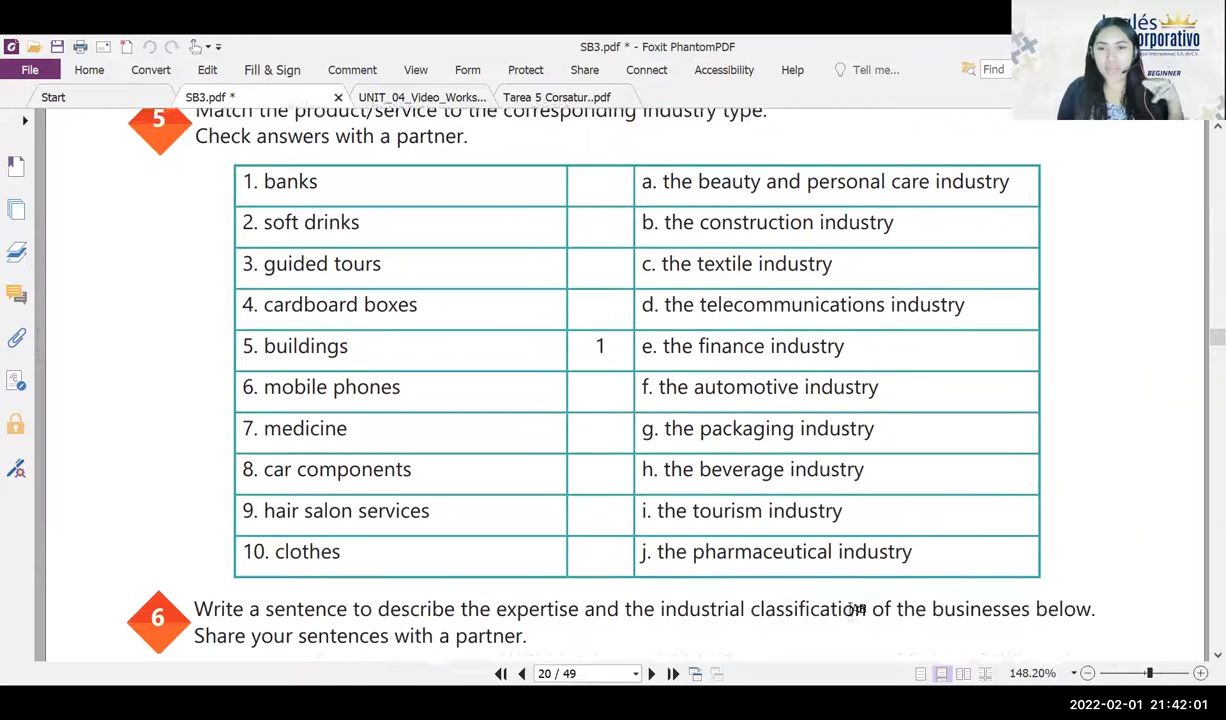 SB3.pdf * - Foxit PhantomPDF
Inglés
Corporativo
BEGINNER
File Home Convert Edit Fill & Sign Comment View Form Protect Share Connect Accessibility Help Tell me... Find
Start SB3.pdf * UNIT_04_Video_Works... Tarea 5 Corsatur..pdf
5 Match the product/service to the corresponding industry type.
Check answers with a partner.
1. banks a. the beauty and personal care industry
2. soft drinks b. the construction industry
3. guided tours c. the textile industry
4. cardboard boxes d. the telecommunications industry
5. buildings 1 e. the finance industry
6. mobile phones f. the automotive industry
7. medicine g. the packaging industry
8. car components h. the beverage industry
9. hair salon services i. the tourism industry
10. clothes j. the pharmaceutical industry
6 Write a sentence to describe the expertise and the industrial classification of the businesses below.
Share your sentences with a partner.
20 / 49 148.20%
2022-02-01 21:42:01